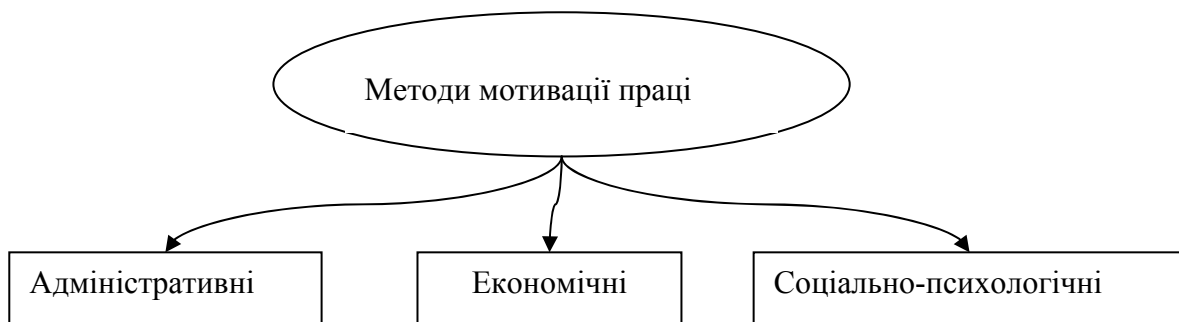 Методи мотивації праці
Адміністративні
Економічні
Соціально-психологічні